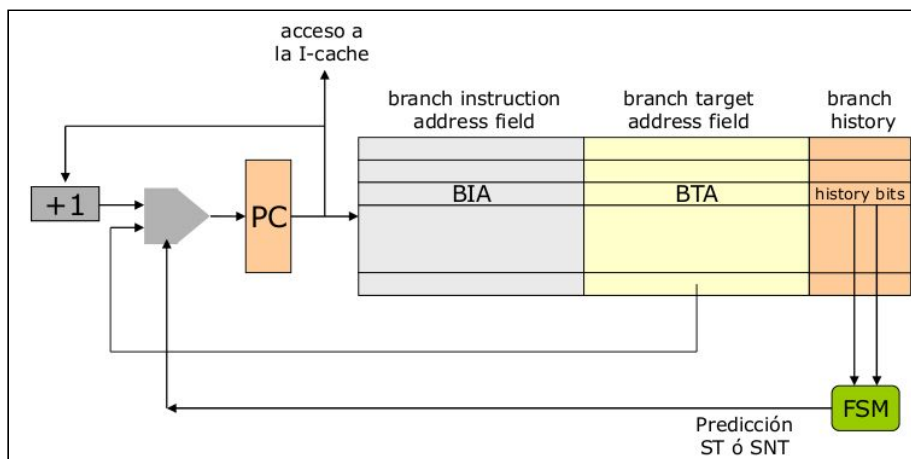 acceso a
la I-cache
branch instruction
address field
branch target
address field
branch
history
+1
PC
BIA
BTA
history bits
FSM
Predicción
ST ó SNT